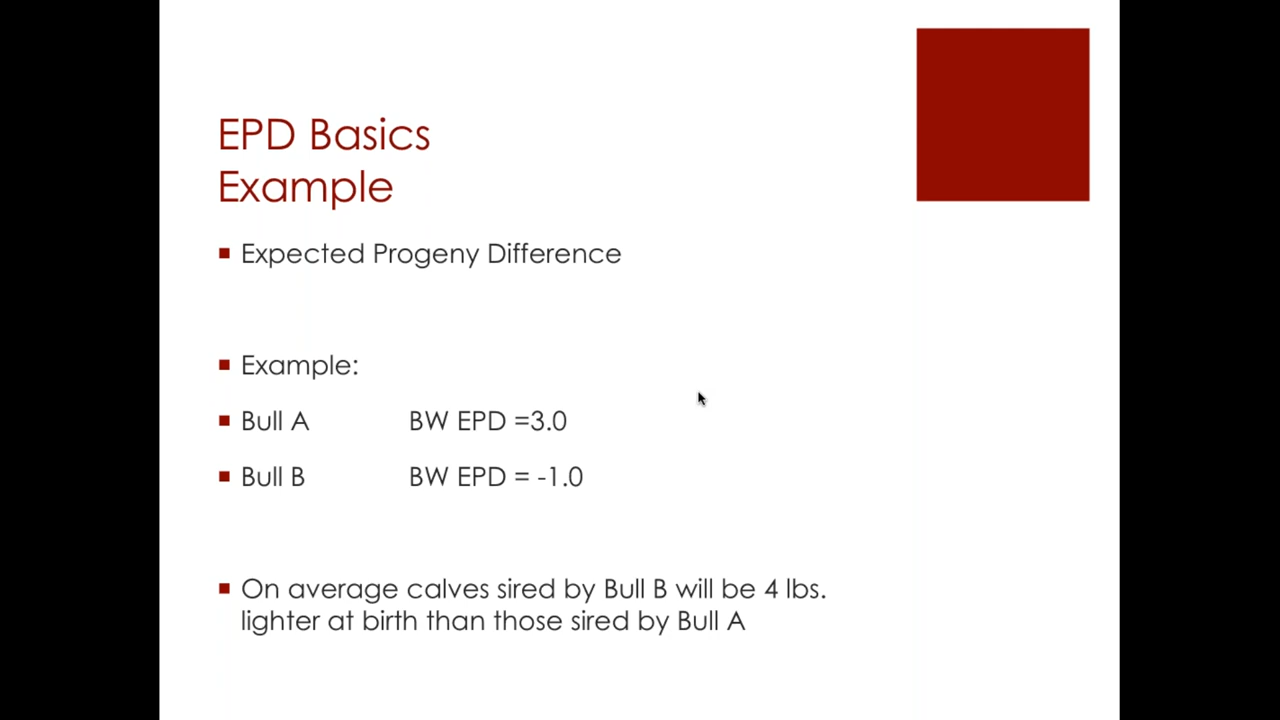 EPD Basics
Example
Expected Progeny Difference
Example:
Bull A BW EPD =3.0
Bull B BW EPD = -1.0
On average calves sired by Bull B will be 4 lbs.
lighter at birth than those sired by Bull A